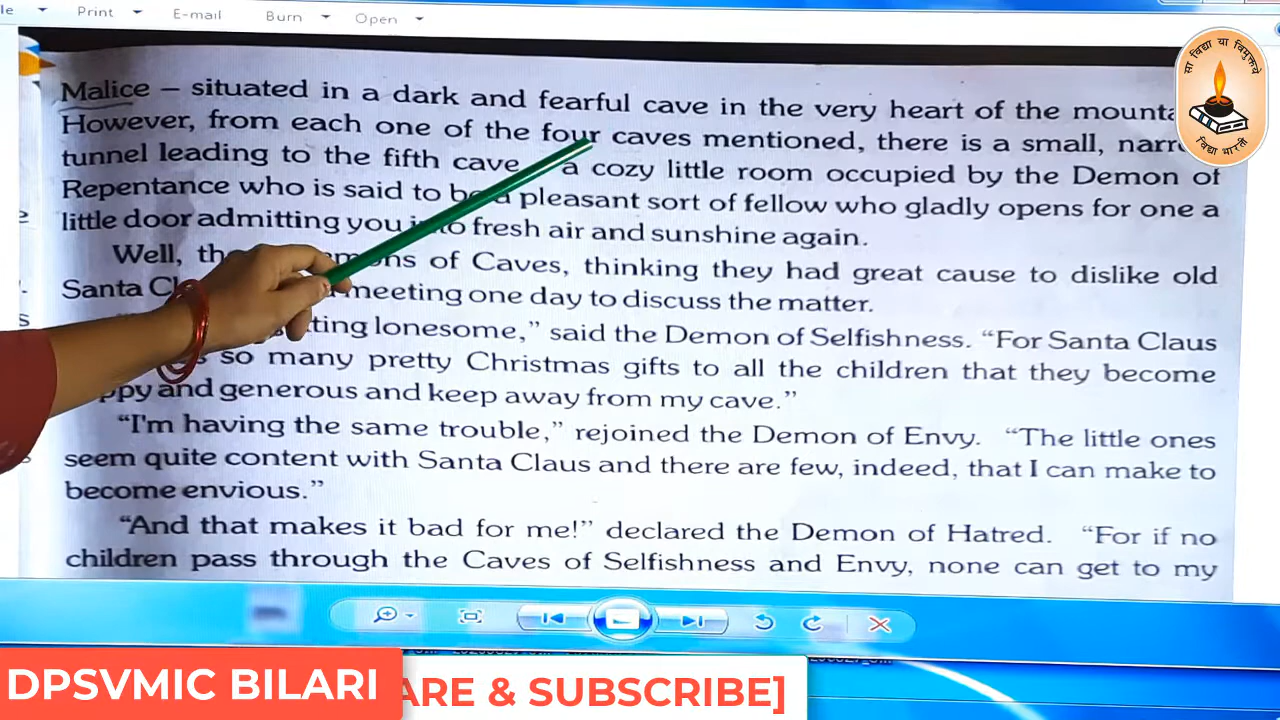 Print
E-mail
Burn
Open
सा विद्या या विमुक्तये
विद्या भारती
Malice – situated in a dark and fearful cave in the very heart of the
However, from each one of the four caves mentioned, there is a small,
tunnel leading to the fifth cave a cozy little room occupied by the Demon of
Repentance who is said to be a pleasant sort of fellow who gladly opens for one a
little door admitting you into fresh air and sunshine again.
Well, of Caves, thinking they had great cause to dislike old
Santa meeting one day to discuss the matter.
lonesome,” said the Demon of Selfishness. “For Santa Claus
so many pretty Christmas gifts to all the children that they become
and generous and keep away from my cave.”
“I'm having the same trouble,” rejoined the Demon of Envy. “The little ones
seem quite content with Santa Claus and there are few, indeed, that I can make to
become envious.”
“And that makes it bad for me!” declared the Demon of Hatred. “For if no
children pass through the Caves of Selfishness and Envy, none can get to my
DPSVMIC BILARI
& SUBSCRIBE]